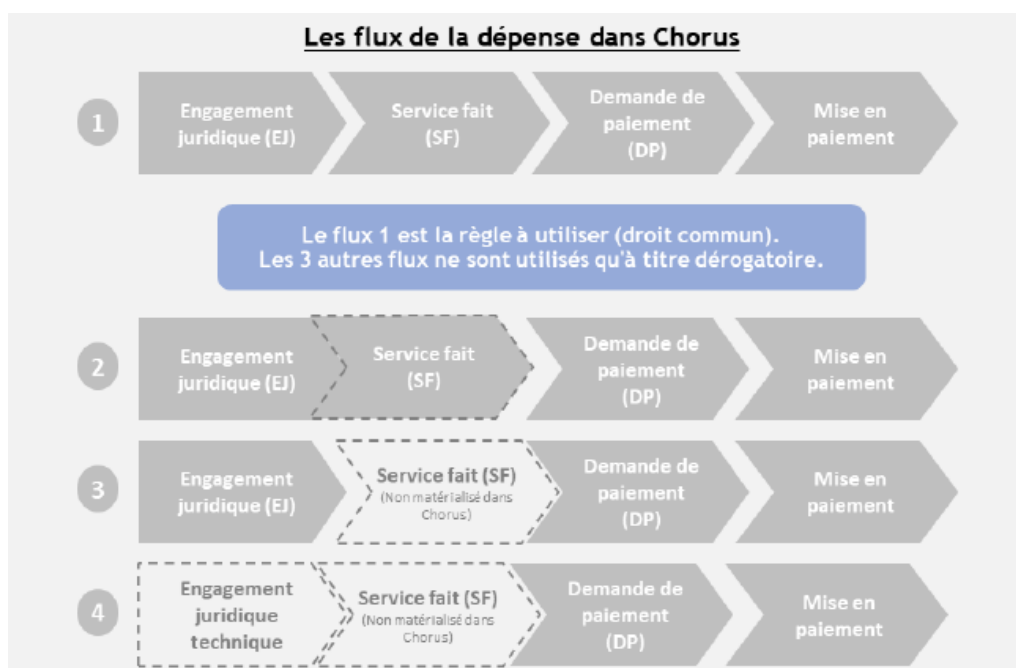 Les flux de la dépense dans Chorus
1
Engagement
juridique (EJ)
Service fait
(SF)
Demande de
paiement
(DP)
Mise en
paiement
Le flux 1 est la règle à utiliser (droit commun).
Les 3 autres flux ne sont utilisés qu'à titre dérogatoire.
2
Engagement
juridique (EJ)
Service fait
(SF)
Demande de
paiement
(DP)
Mise en
paiement
3
Engagement
juridique (EJ)
Service fait (SF)
(Non matérialisé dans
Chorus)
Demande de
paiement
(DP)
Mise en
paiement
4
Engagement
juridique
technique
Service fait (SF)
(Non matérialisé dans
Chorus)
Demande de
paiement
(DP)
Mise en
paiement